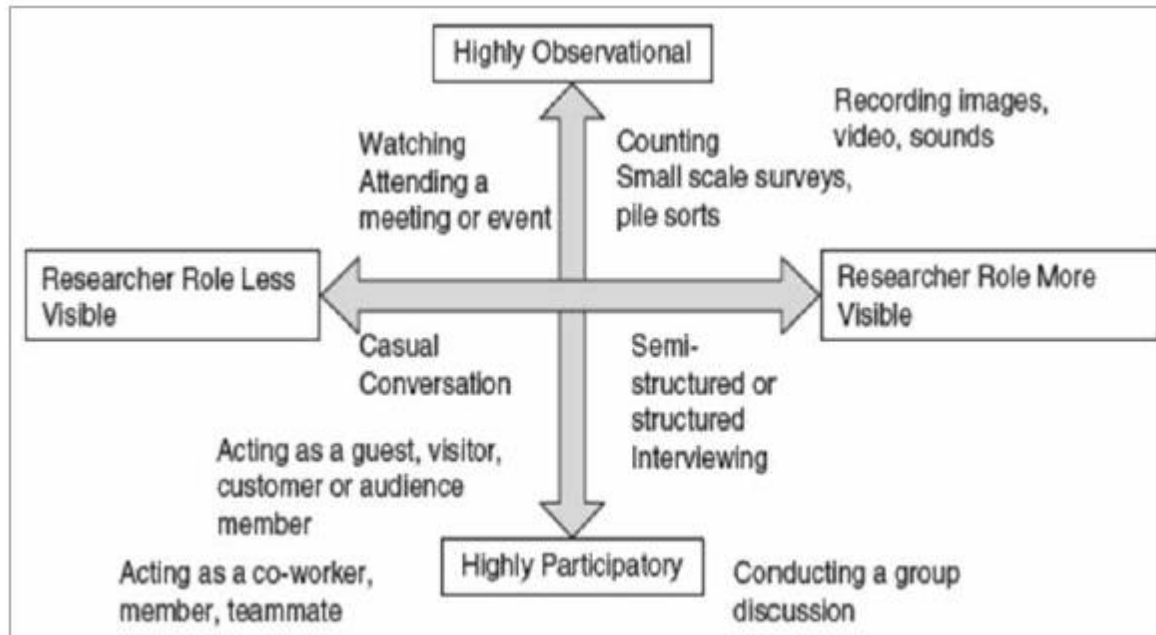 Highly Observational
Recording images,
video, sounds
Watching
Attending a
meeting or event
Counting
Small scale surveys,
pile sorts
Researcher Role Less
Visible
Researcher Role More
Visible
Casual
Conversation
Semi-
structured or
structured
Interviewing
Acting as a guest, visitor,
customer or audience
member
Highly Participatory
Acting as a co-worker,
member, teammate
Conducting a group
discussion